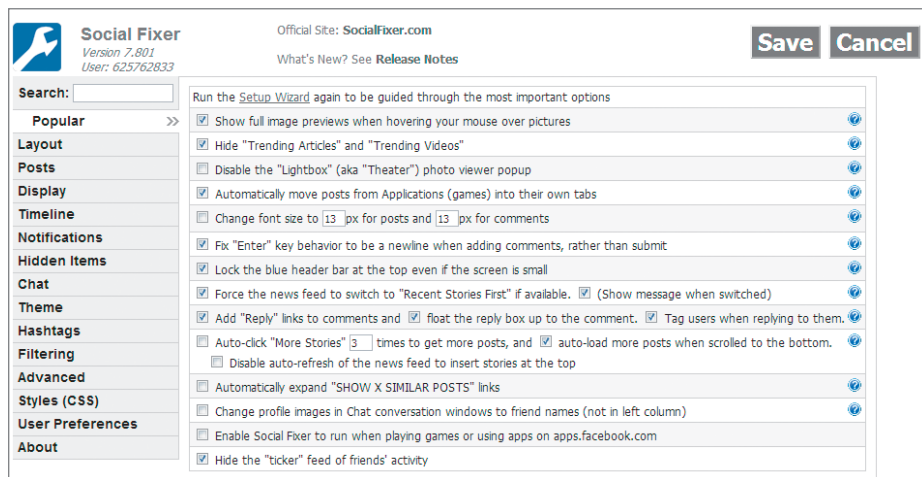 Social Fixer
Version 7.801
User: 625762833
Official Site: SocialFixer.com
What's New? See Release Notes
Save Cancel
Search:
Popular >>
Layout
Posts
Display
Timeline
Notifications
Hidden Items
Chat
Theme
Hashtags
Filtering
Advanced
Styles (CSS)
User Preferences
About
Run the Setup Wizard again to be guided through the most important options
Show full image previews when hovering your mouse over pictures
Hide "Trending Articles" and "Trending Videos"
Disable the "Lightbox" (aka "Theater") photo viewer popup
Automatically move posts from Applications (games) into their own tabs
Change font size to 13 px for posts and 13 px for comments
Fix "Enter" key behavior to be a newline when adding comments, rather than submit
Lock the blue header bar at the top even if the screen is small
Force the news feed to switch to "Recent Stories First" if available. (Show message when switched)
Add "Reply" links to comments and float the reply box up to the comment. Tag users when replying to them.
Auto-click "More Stories" 3 times to get more posts, and auto-load more posts when scrolled to the bottom.
Disable auto-refresh of the news feed to insert stories at the top
Automatically expand "SHOW X SIMILAR POSTS" links
Change profile images in Chat conversation windows to friend names (not in left column)
Enable Social Fixer to run when playing games or using apps on apps.facebook.com
Hide the "ticker" feed of friends' activity